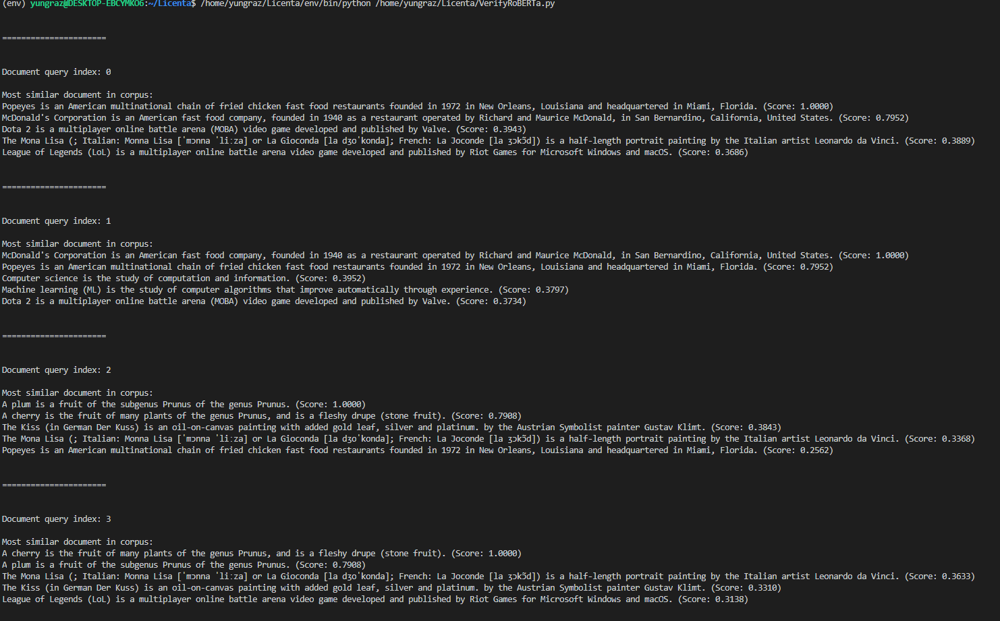 (env) yungraz@DESKTOP-EBCYMKO6:~/Licenta$ /home/yungraz/Licenta/env/bin/python /home/yungraz/Licenta/VerifyRoBERTa.py
======================
Document query index: 0
Most similar document in corpus:
Popeyes is an American multinational chain of fried chicken fast food restaurants founded in 1972 in New Orleans, Louisiana and headquartered in Miami, Florida. (Score: 1.0000)
McDonald's Corporation is an American fast food company, founded in 1940 as a restaurant operated by Richard and Maurice McDonald, in San Bernardino, California, United States. (Score: 0.7952)
Dota 2 is a multiplayer online battle arena (MOBA) video game developed and published by Valve. (Score: 0.3943)
The Mona Lisa (; Italian: Monna Lisa [ˈmɔnna ˈliːza] or La Gioconda [la dʒoˈkonda]; French: La Joconde [la ʒɔkɔ̃d]) is a half-length portrait painting by the Italian artist Leonardo da Vinci. (Score: 0.3889)
League of Legends (LoL) is a multiplayer online battle arena video game developed and published by Riot Games for Microsoft Windows and macOS. (Score: 0.3686)
======================
Document query index: 1
Most similar document in corpus:
McDonald's Corporation is an American fast food company, founded in 1940 as a restaurant operated by Richard and Maurice McDonald, in San Bernardino, California, United States. (Score: 1.0000)
Popeyes is an American multinational chain of fried chicken fast food restaurants founded in 1972 in New Orleans, Louisiana and headquartered in Miami, Florida. (Score: 0.7952)
Computer science is the study of computation and information. (Score: 0.3952)
Machine learning (ML) is the study of computer algorithms that improve automatically through experience. (Score: 0.3797)
Dota 2 is a multiplayer online battle arena (MOBA) video game developed and published by Valve. (Score: 0.3734)
======================
Document query index: 2
Most similar document in corpus:
A plum is a fruit of the subgenus Prunus of the genus Prunus. (Score: 1.0000)
A cherry is the fruit of many plants of the genus Prunus, and is a fleshy drupe (stone fruit). (Score: 0.7908)
The Kiss (in German Der Kuss) is an oil-on-canvas painting with added gold leaf, silver and platinum. by the Austrian Symbolist painter Gustav Klimt. (Score: 0.3843)
The Mona Lisa (; Italian: Monna Lisa [ˈmɔnna ˈliːza] or La Gioconda [la dʒoˈkonda]; French: La Joconde [la ʒɔkɔ̃d]) is a half-length portrait painting by the Italian artist Leonardo da Vinci. (Score: 0.3368)
Popeyes is an American multinational chain of fried chicken fast food restaurants founded in 1972 in New Orleans, Louisiana and headquartered in Miami, Florida. (Score: 0.2562)
======================
Document query index: 3
Most similar document in corpus:
A cherry is the fruit of many plants of the genus Prunus, and is a fleshy drupe (stone fruit). (Score: 1.0000)
A plum is a fruit of the subgenus Prunus of the genus Prunus. (Score: 0.7908)
The Mona Lisa (; Italian: Monna Lisa [ˈmɔnna ˈliːza] or La Gioconda [la dʒoˈkonda]; French: La Joconde [la ʒɔkɔ̃d]) is a half-length portrait painting by the Italian artist Leonardo da Vinci. (Score: 0.3633)
The Kiss (in German Der Kuss) is an oil-on-canvas painting with added gold leaf, silver and platinum. by the Austrian Symbolist painter Gustav Klimt. (Score: 0.3310)
League of Legends (LoL) is a multiplayer online battle arena video game developed and published by Riot Games for Microsoft Windows and macOS. (Score: 0.3138)